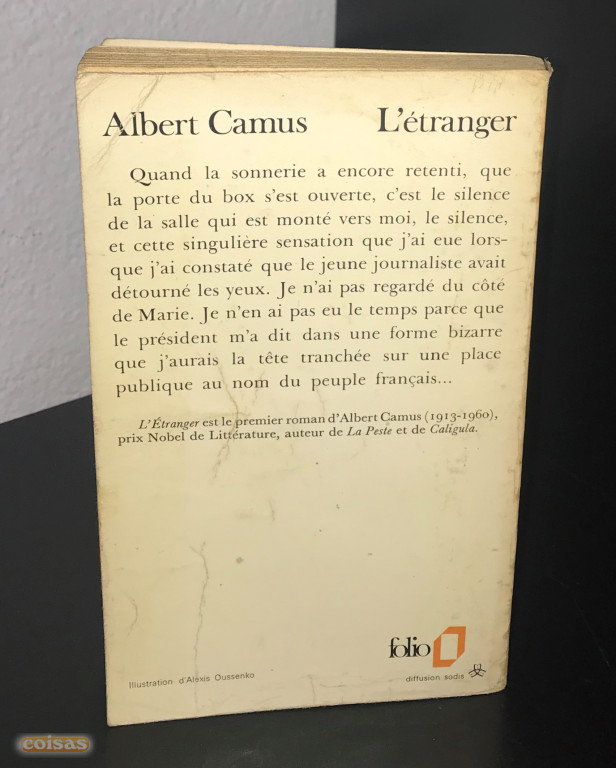 Albert Camus L'étranger
Quand la sonnerie a encore retenti, que
la porte du box s'est ouverte, c'est le silence
de la salle qui est monté vers moi, le silence,
et cette singulière sensation que j'ai eue lors-
que j'ai constaté que le jeune journaliste avait
détourné les yeux. Je n'ai pas regardé du côté
de Marie. Je n'en ai pas eu le temps parce que
le président m'a dit dans une forme bizarre
que j'aurais la tête tranchée sur une place
publique au nom du peuple français...
L'Étranger est le premier roman d'Albert Camus (1913-1960),
prix Nobel de Littérature, auteur de La Peste et de Caligula.
folio
Illustration d'Alexis Oussenko
diffusion sodis
coisas